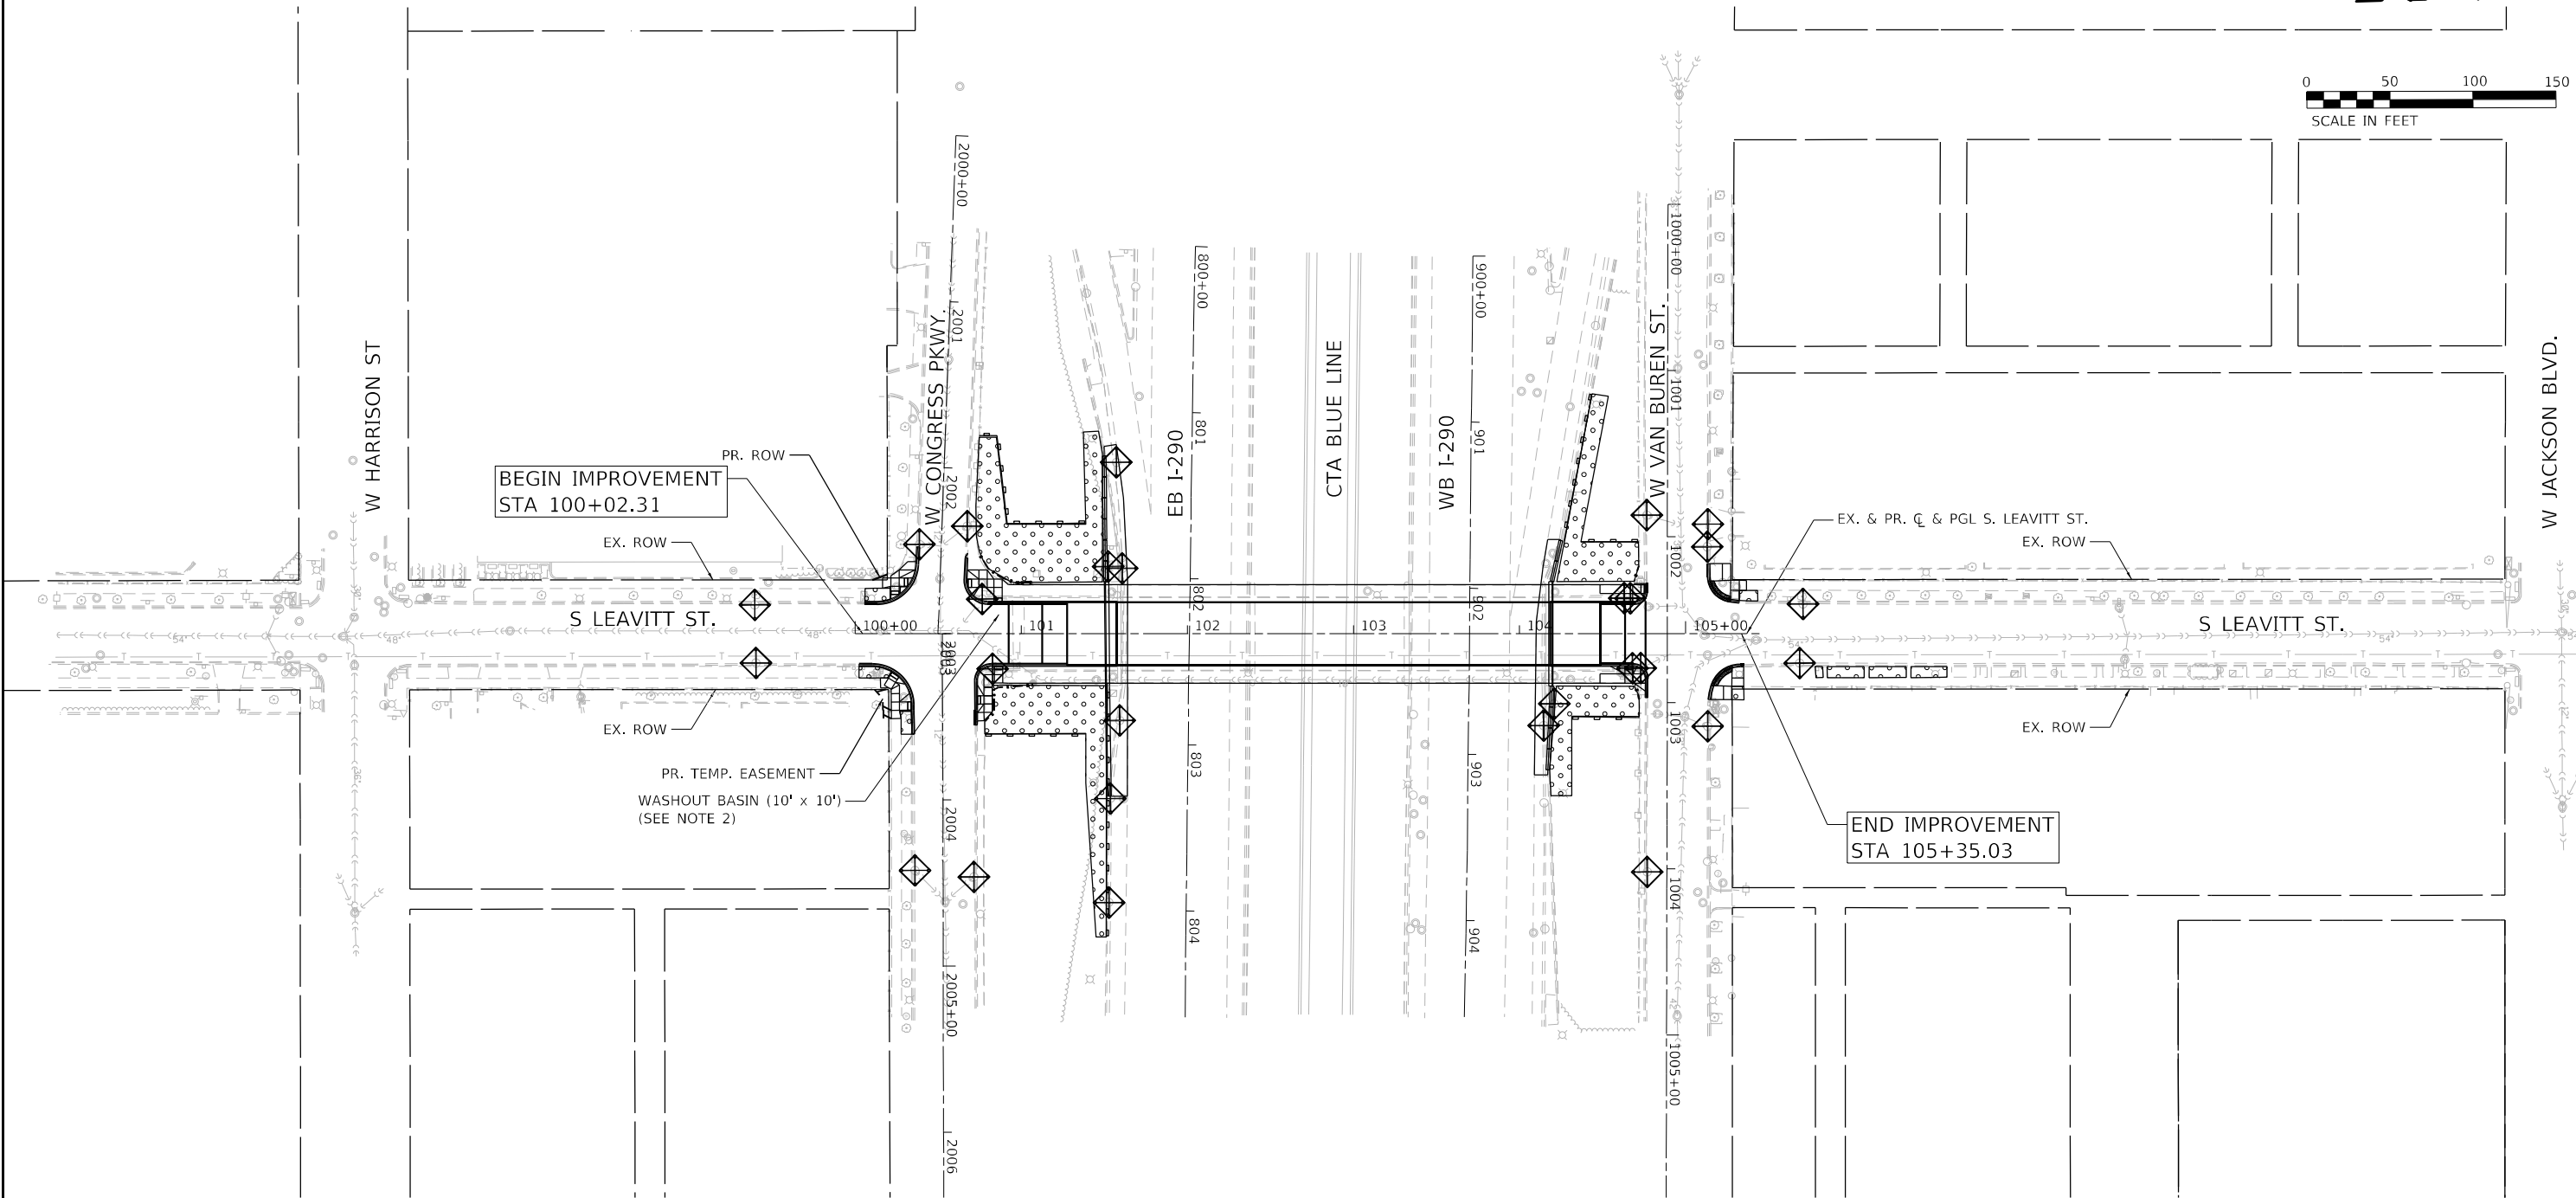 0 50 100 150
SCALE IN FEET
W HARRISON ST
W CONGRESS PKWY.
EB I-290
CTA BLUE LINE
WB I-290
W VAN BUREN ST.
W JACKSON BLVD.
2000+00
2001
2002
2003
2004
2005+00
2006
800+00
801
802
803
804
900+00
901
902
903
904
1000+00
1001
1002
1003
1004
1005+00
PR. ROW
BEGIN IMPROVEMENT
STA 100+02.31
EX. ROW
S LEAVITT ST.
100+00
101
102
103
104
105+00
EX. & PR. ℄ & PGL S. LEAVITT ST.
EX. ROW
S LEAVITT ST.
EX. ROW
EX. ROW
PR. TEMP. EASEMENT
WASHOUT BASIN (10' x 10')
(SEE NOTE 2)
END IMPROVEMENT
STA 105+35.03